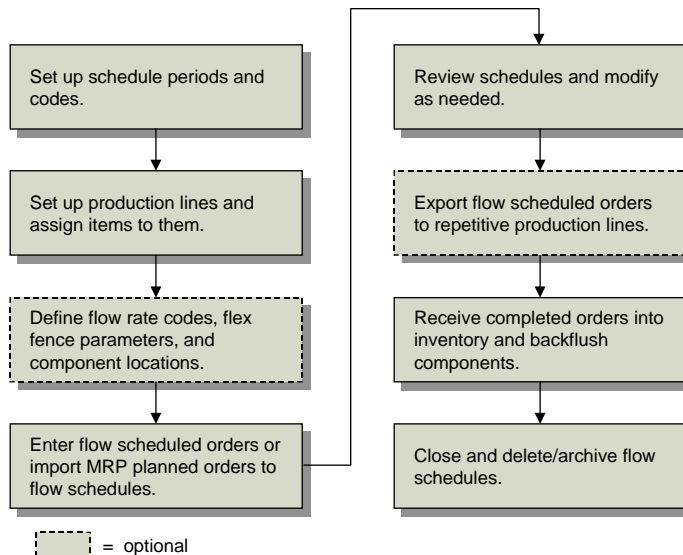 Set up schedule periods and
codes.
Set up production lines and
assign items to them.
Define flow rate codes, flex
fence parameters, and
component locations.
Enter flow scheduled orders or
import MRP planned orders to
flow schedules.
Review schedules and modify
as needed.
Export flow scheduled orders
to repetitive production lines.
Receive completed orders into
inventory and backflush
components.
Close and delete/archive flow
schedules.
= optional